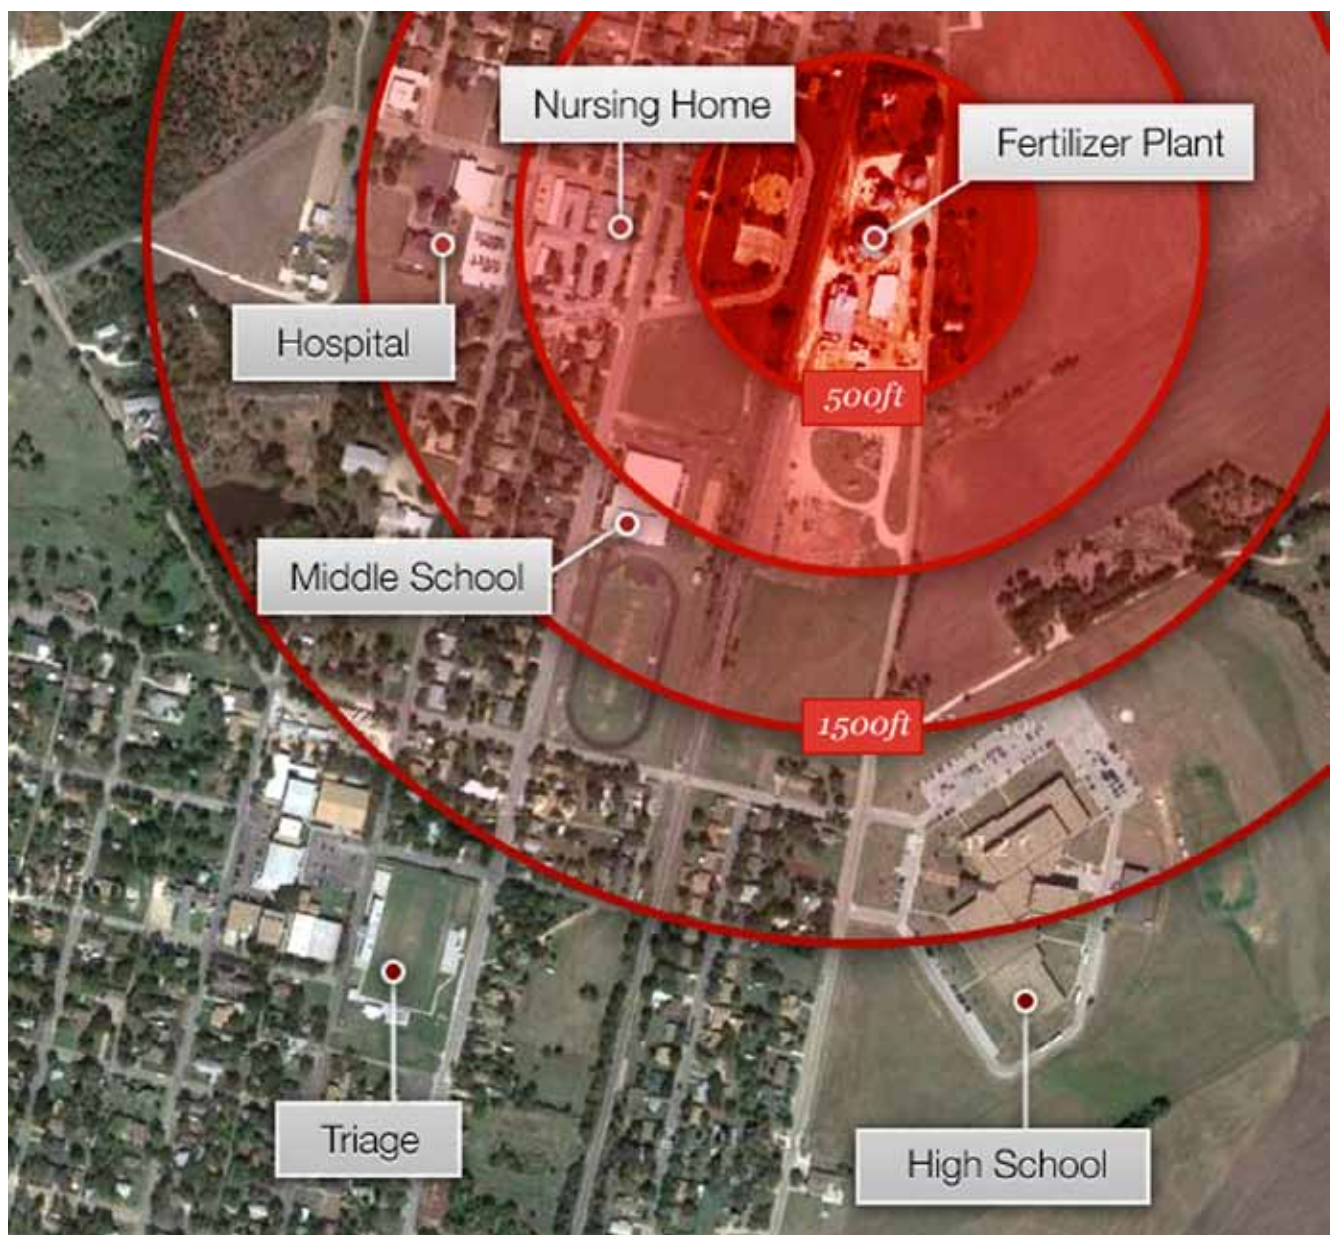 Nursing Home
Fertilizer Plant
Hospital
500ft
Middle School
1500ft
Triage
High School